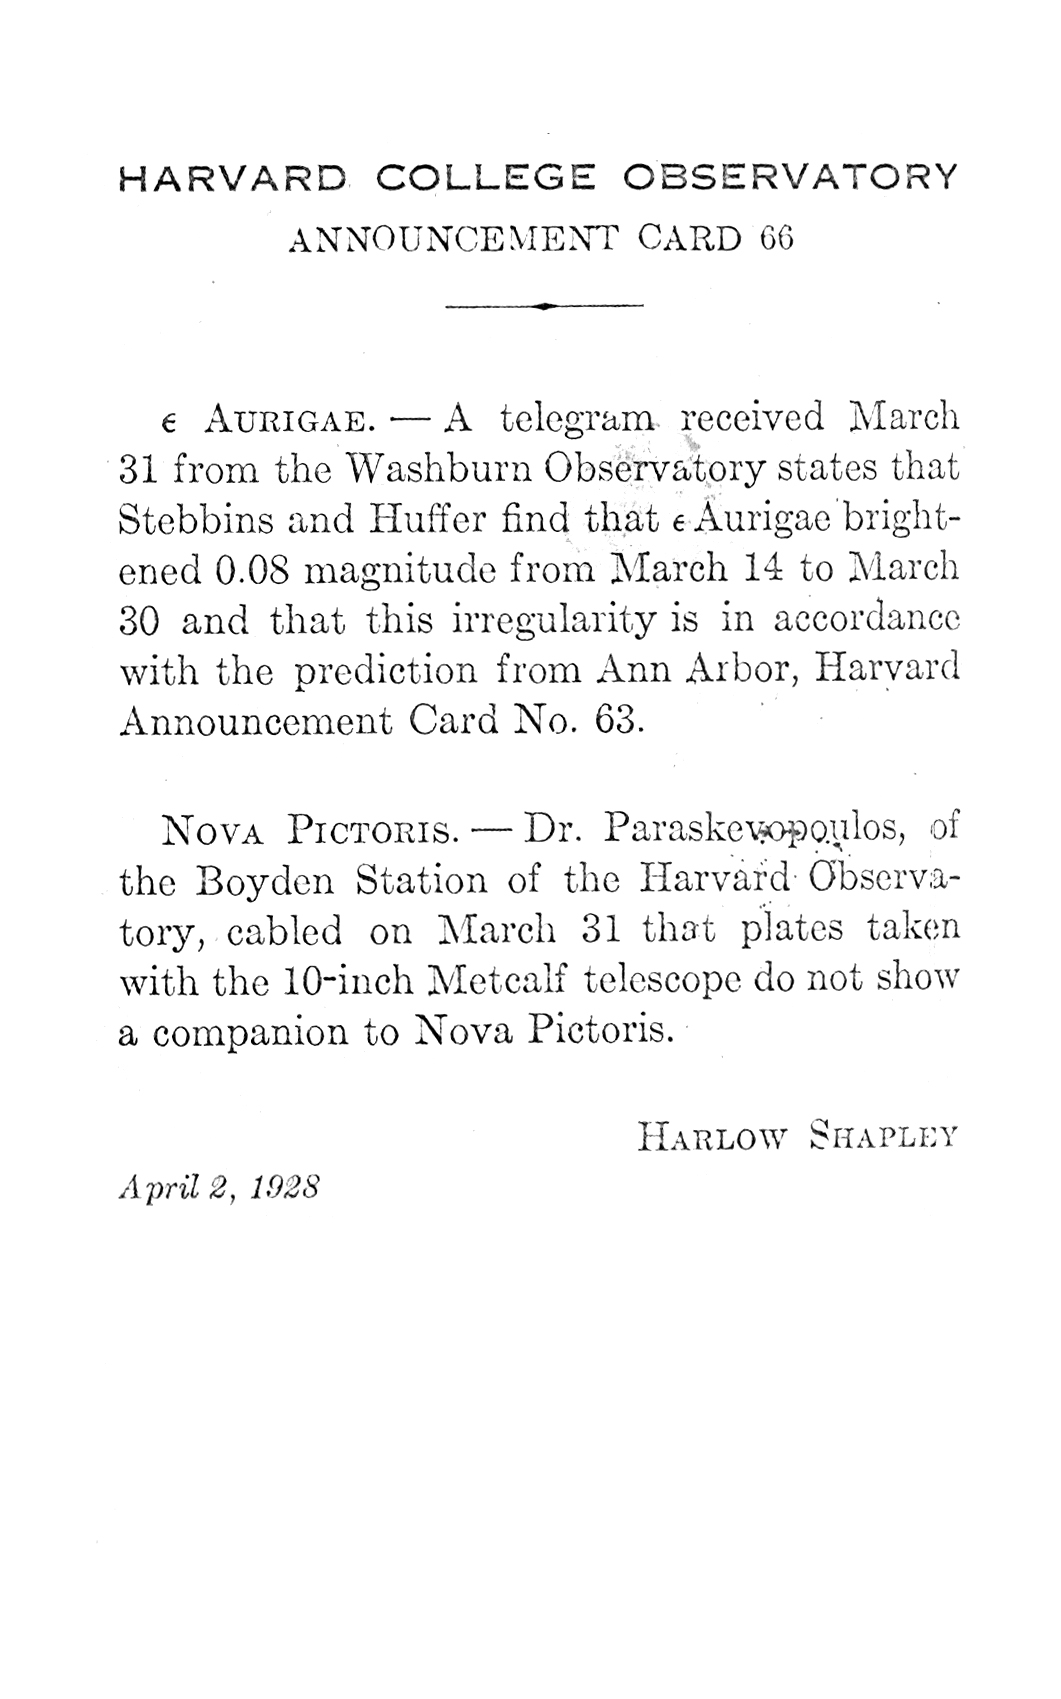 HARVARD COLLEGE OBSERVATORY
ANNOUNCEMENT CARD 66
ϵ AURIGAE. — A telegram received March
31 from the Washburn Observatory states that
Stebbins and Huffer find that ϵ Aurigae bright-
ened 0.08 magnitude from March 14 to March
30 and that this irregularity is in accordance
with the prediction from Ann Arbor, Harvard
Announcement Card No. 63.
NOVA PICTORIS. — Dr. Paraskevopoulos, of
the Boyden Station of the Harvard Observa-
tory, cabled on March 31 that plates taken
with the 10-inch Metcalf telescope do not show
a companion to Nova Pictoris.
HARLOW SHAPLEY
April 2, 1928